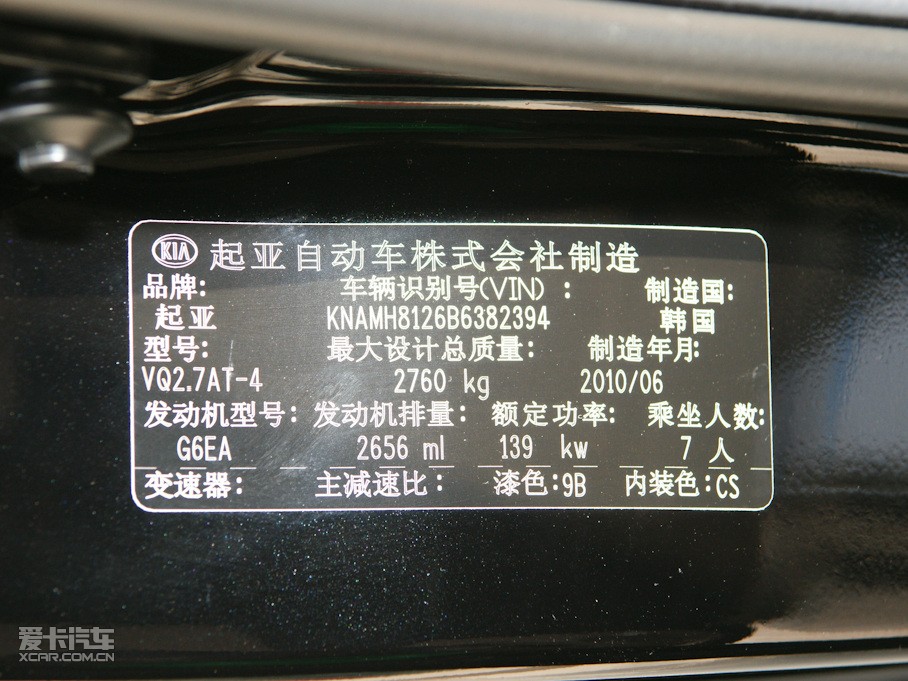 KIA 起亚自动车株式会社制造
品牌: 车辆识别号(VIN) : 制造国:
起亚 KNAMH8126B6382394 韩国
型号: 最大设计总质量: 制造年月:
VQ2.7AT-4 2760 kg 2010/06
发动机型号: 发动机排量: 额定功率: 乘坐人数:
G6EA 2656 ml 139 kw 7 人
变速器: 主减速比: 漆色:9B 内装色:CS
爱卡汽车
XCAR.COM.CN